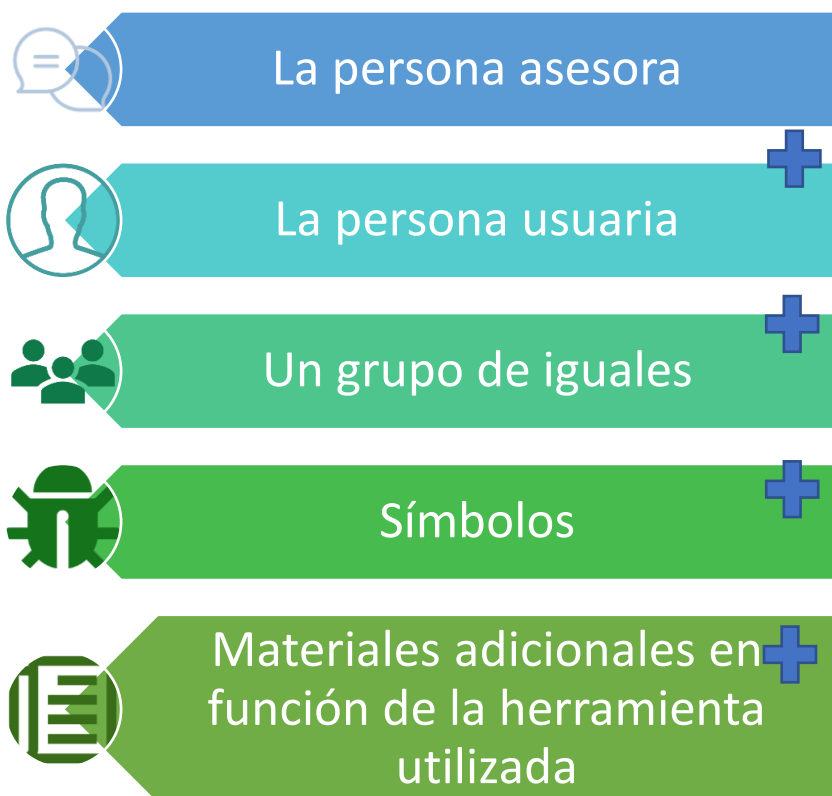 La persona asesora
La persona usuaria
Un grupo de iguales
Símbolos
Materiales adicionales en
función de la herramienta
utilizada